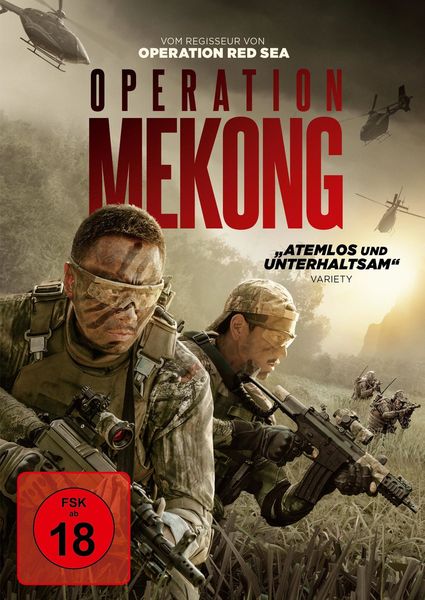 VOM REGISSEUR VON
OPERATION RED SEA
OPERATION
MEKONG
„ATEMLOS UND
UNTERHALTSAM“
VARIETY
FSK
ab
18